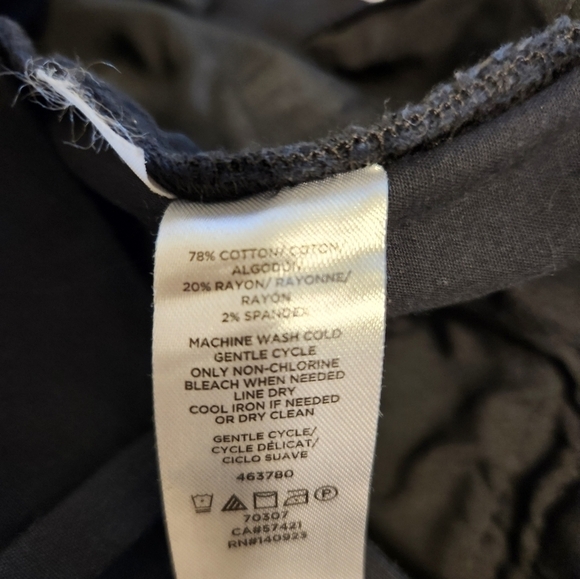 78% COTTON/ COTON/
ALGODÓN
20% RAYON/ RAYONNE/
RAYÓN
2% SPANDEX
MACHINE WASH COLD
GENTLE CYCLE
ONLY NON-CHLORINE
BLEACH WHEN NEEDED
LINE DRY
COOL IRON IF NEEDED
OR DRY CLEAN
GENTLE CYCLE/
CYCLE DÉLICAT/
CICLO SUAVE
463780
P
70307
CA#57421
RN#140923